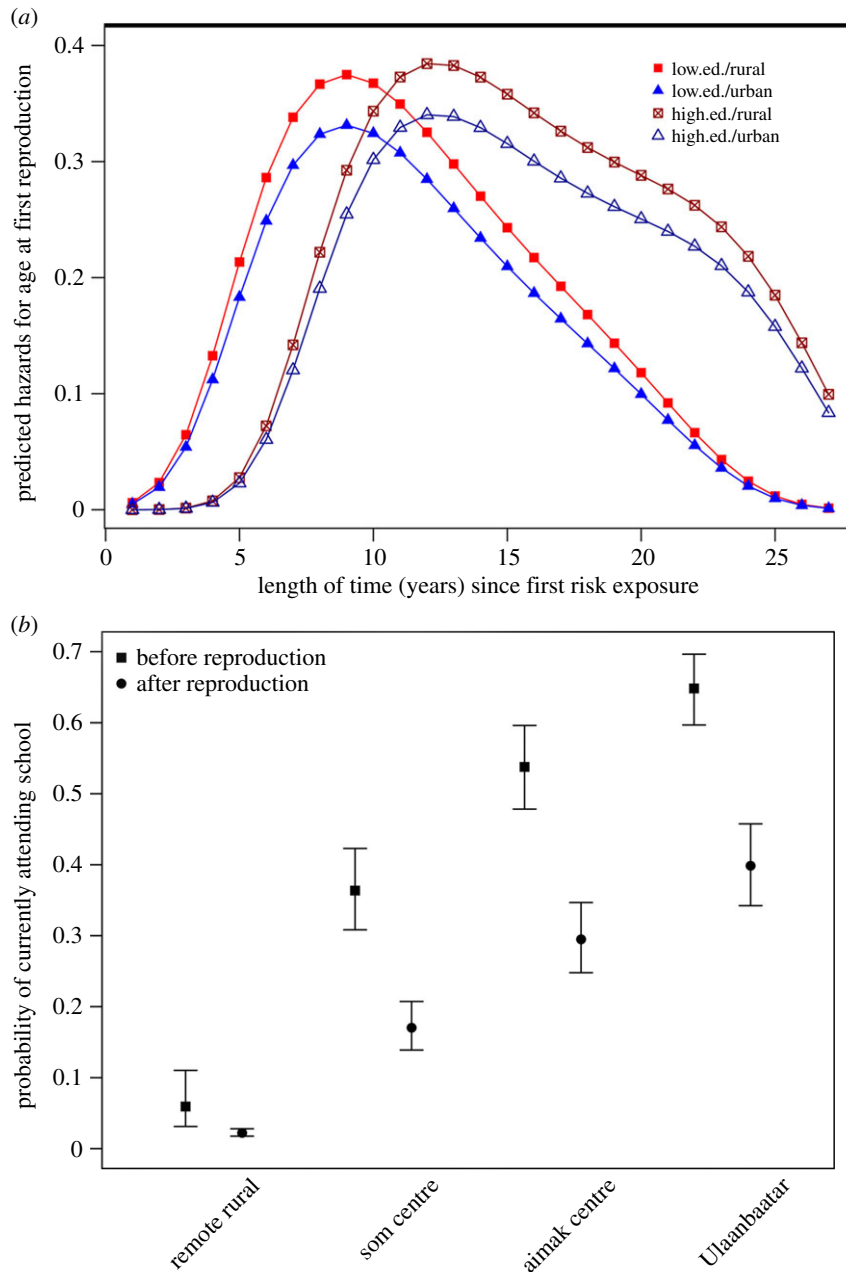 (a)
0.4
0.3
0.2
0.1
0
predicted hazards for age at first reproduction
low.ed./rural
low.ed./urban
high.ed./rural
high.ed./urban
0 5 10 15 20 25
length of time (years) since first risk exposure
(b)
0.7
0.6
0.5
0.4
0.3
0.2
0.1
0
probability of currently attending school
before reproduction
after reproduction
remote rural
som centre
aimak centre
Ulaanbaatar